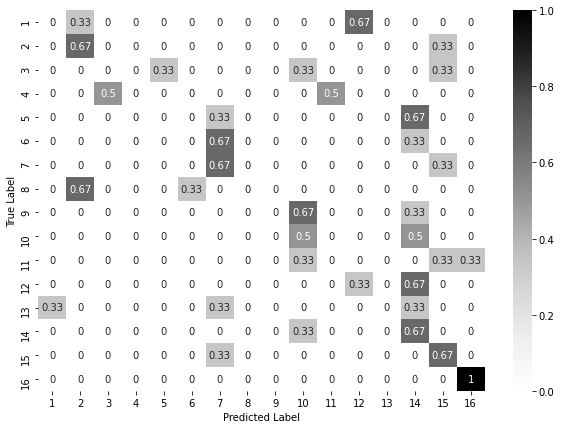 1 0 0.33 0 0 0 0 0 0 0 0 0 0.67 0 0 0 0
2 0 0.67 0 0 0 0 0 0 0 0 0 0 0 0 0.33 0
3 0 0 0 0 0.33 0 0 0 0 0.33 0 0 0 0 0.33 0
4 0 0 0.5 0 0 0 0 0 0 0 0.5 0 0 0 0 0
5 0 0 0 0 0 0 0.33 0 0 0 0 0 0 0.67 0 0
6 0 0 0 0 0 0 0.67 0 0 0 0 0 0 0.33 0 0
7 0 0 0 0 0 0 0.67 0 0 0 0 0 0 0 0.33 0
8 0 0.67 0 0 0 0.33 0 0 0 0 0 0 0 0 0 0
9 0 0 0 0 0 0 0 0 0 0.67 0 0 0 0.33 0 0
10 0 0 0 0 0 0 0 0 0 0.5 0 0 0 0.5 0 0
11 0 0 0 0 0 0 0 0 0 0.33 0 0 0 0 0.33 0.33
12 0 0 0 0 0 0 0 0 0 0 0 0.33 0 0.67 0 0
13 0.33 0 0 0 0 0 0.33 0 0 0 0 0 0 0.33 0 0
14 0 0 0 0 0 0 0 0 0 0.33 0 0 0 0.67 0 0
15 0 0 0 0 0 0 0.33 0 0 0 0 0 0 0 0.67 0
16 0 0 0 0 0 0 0 0 0 0 0 0 0 0 0 1
1 2 3 4 5 6 7 8 9 10 11 12 13 14 15 16
Predicted Label
True Label
1.0
0.8
0.6
0.4
0.2
0.0